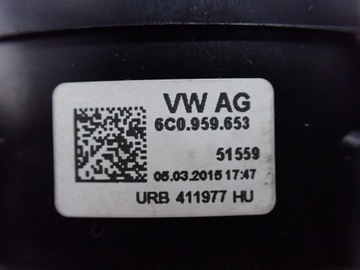 VW AG
6C0.959.653
51559
05.03.2015 17:47
URB 411977 HU